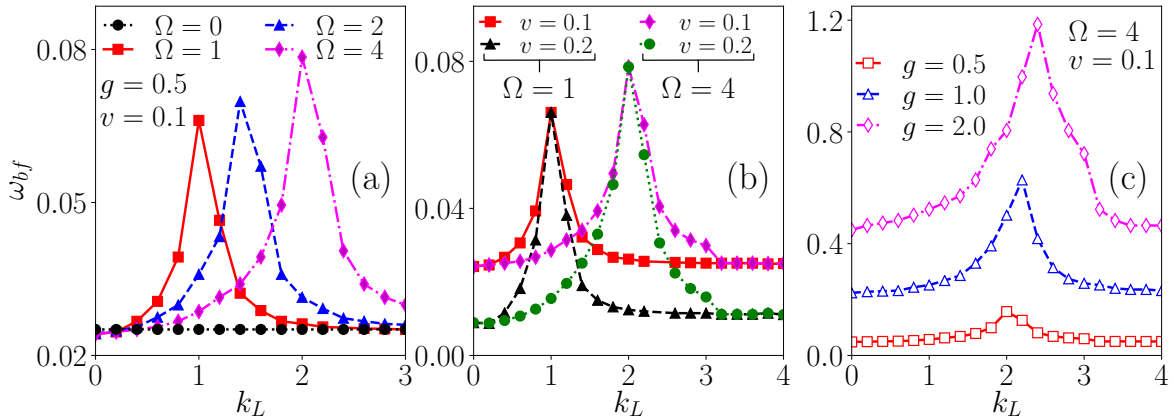 0.08
0.05
0.02
ω_{bf}
Ω = 0
Ω = 2
Ω = 1
Ω = 4
g = 0.5
v = 0.1
(a)
0 1 2 3
k_L
0.08
0.04
0.00
v = 0.1
v = 0.1
v = 0.2
v = 0.2
Ω = 1
Ω = 4
(b)
0 1 2 3 4
k_L
1.2
0.8
0.4
0.0
Ω = 4
v = 0.1
g = 0.5
g = 1.0
g = 2.0
(c)
0 1 2 3 4
k_L